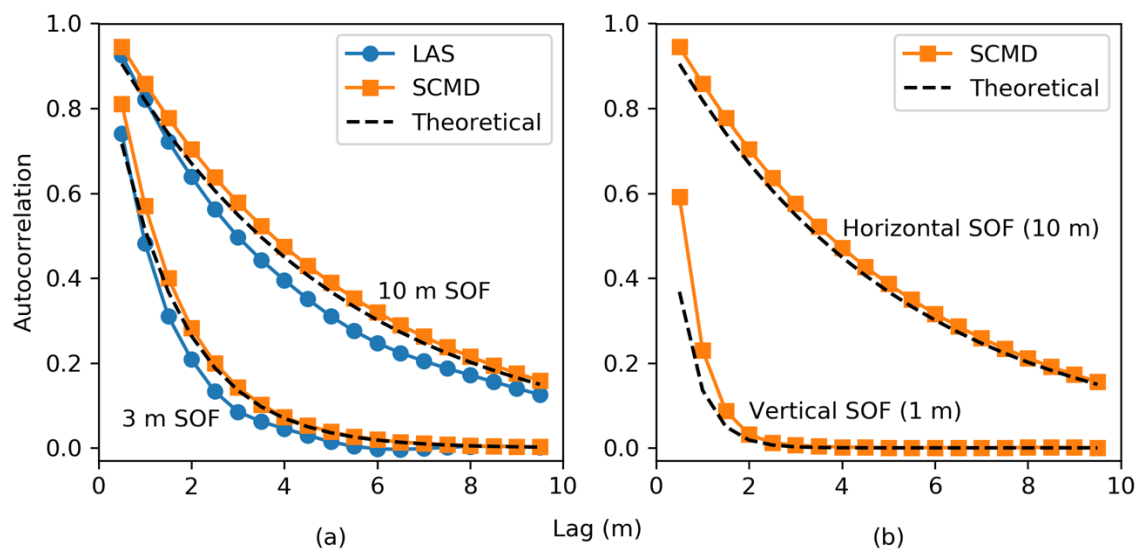 1.0
0.8
0.6
0.4
0.2
0.0
Autocorrelation
LAS
SCMD
Theoretical
10 m SOF
3 m SOF
0 2 4 6 8 10
(a)
1.0
0.8
0.6
0.4
0.2
0.0
SCMD
Theoretical
Horizontal SOF (10 m)
Vertical SOF (1 m)
0 2 4 6 8 10
Lag (m)
(b)